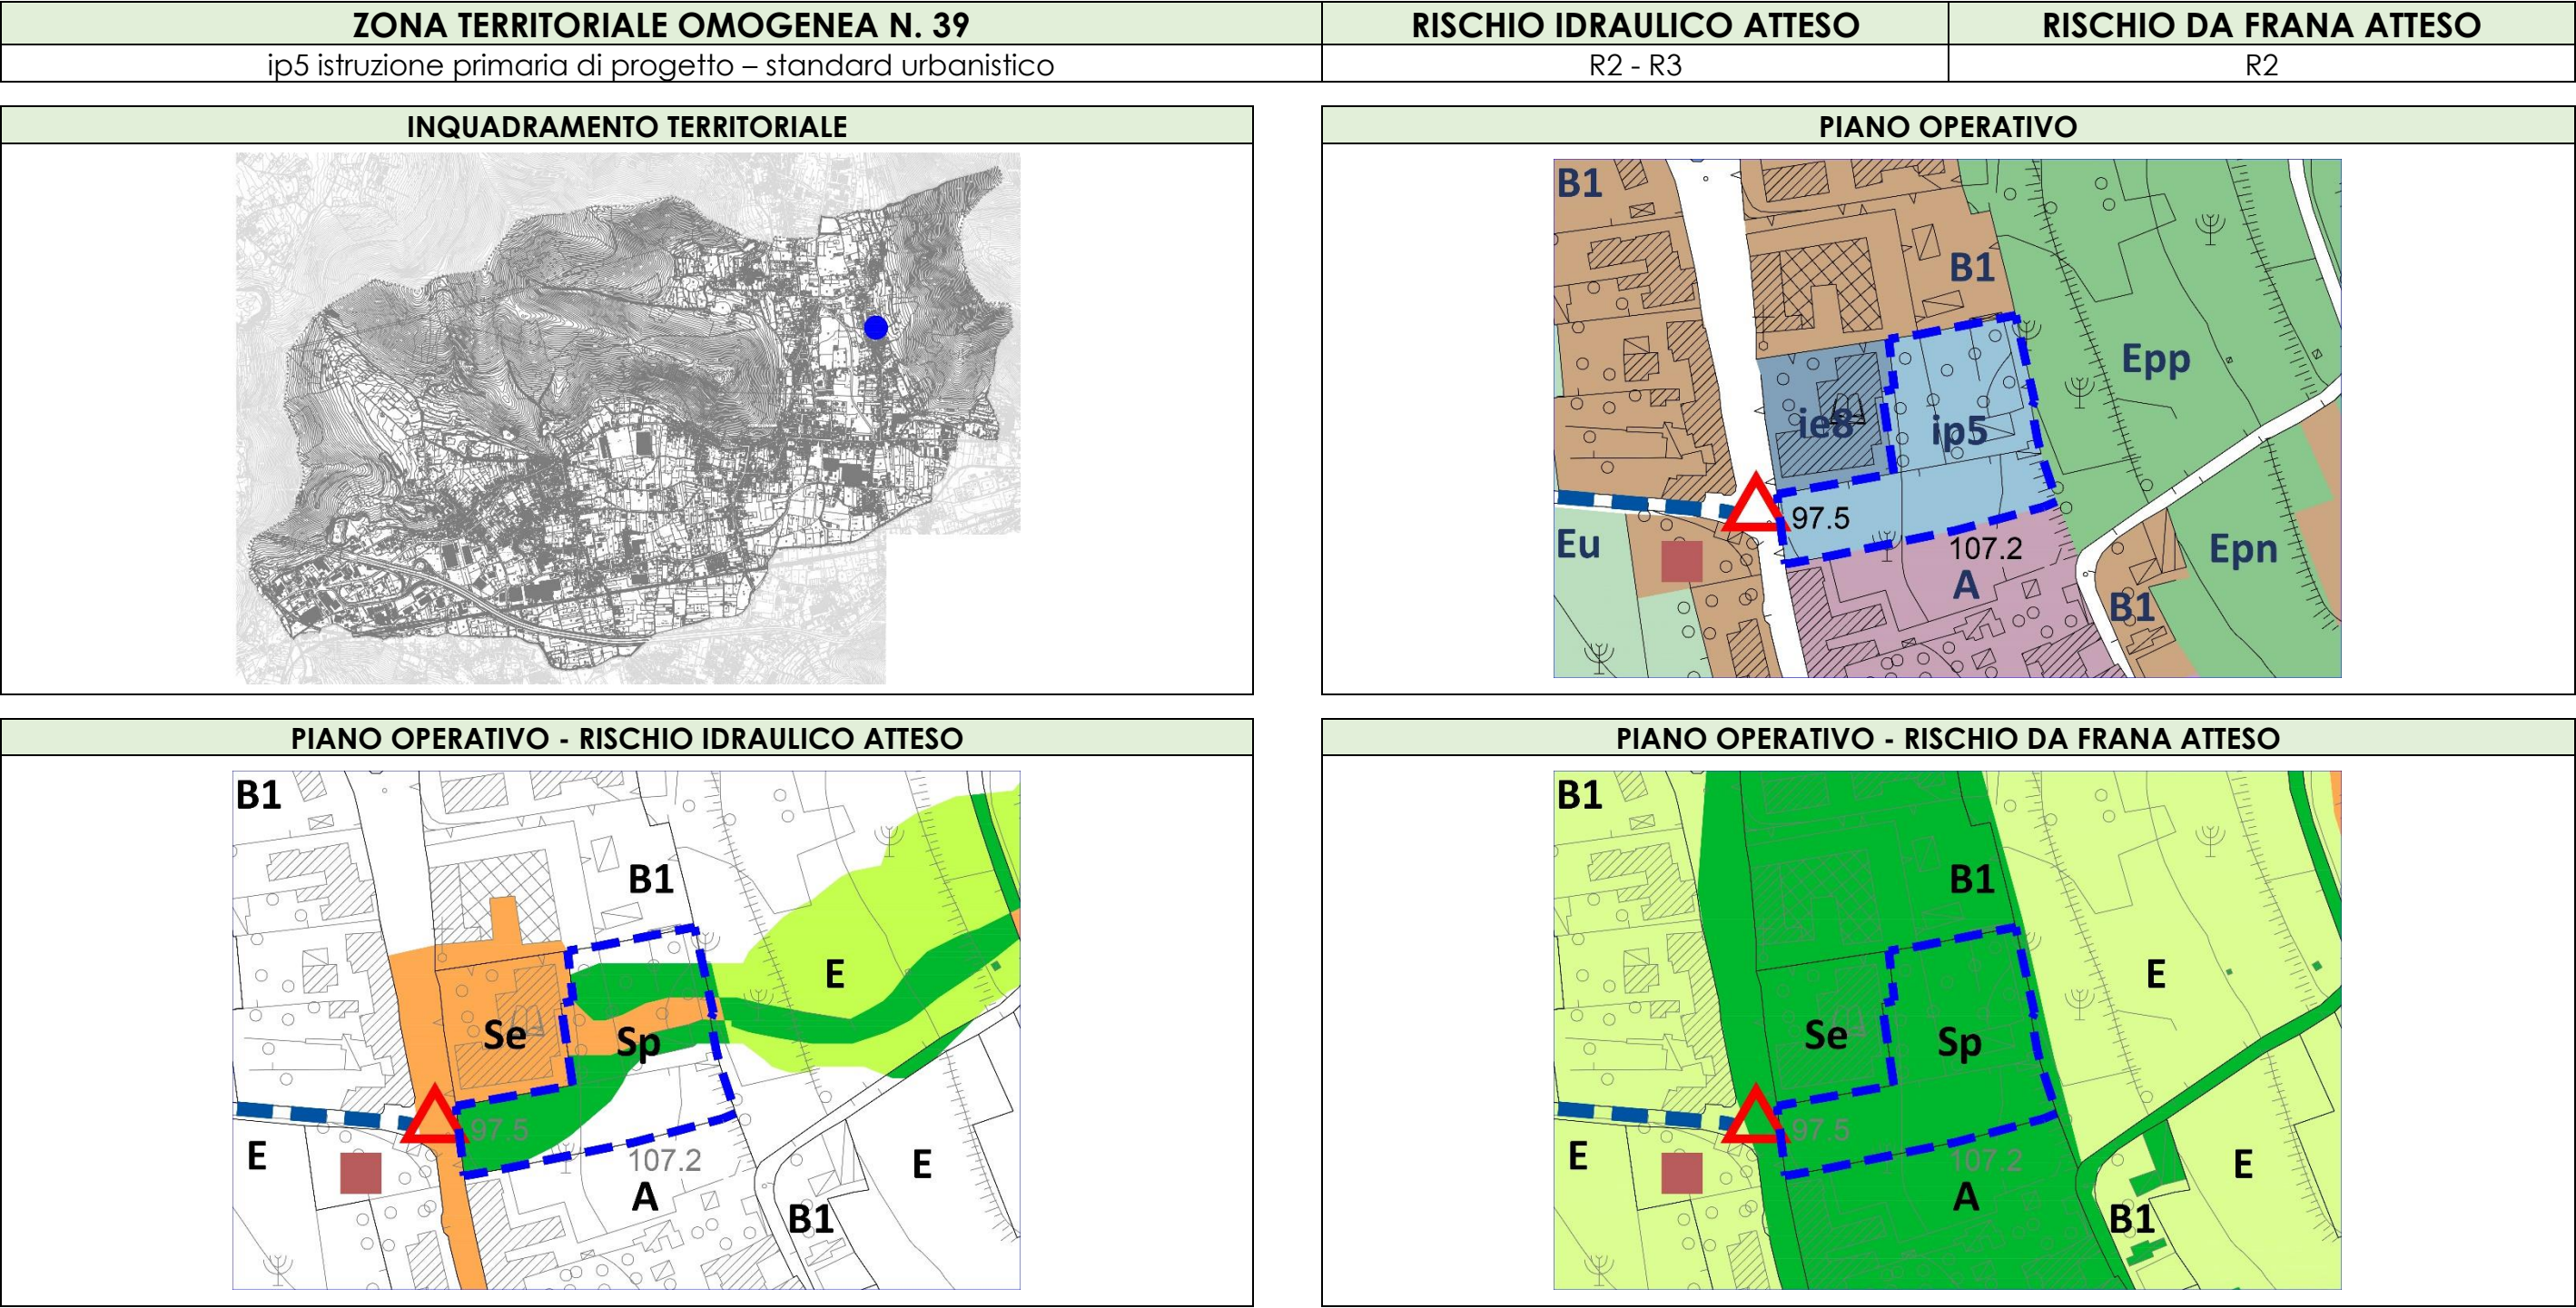 ZONA TERRITORIALE OMOGENEA N. 39
RISCHIO IDRAULICO ATTESO
RISCHIO DA FRANA ATTESO
ip5 istruzione primaria di progetto – standard urbanistico
R2 - R3
R2
INQUADRAMENTO TERRITORIALE
PIANO OPERATIVO
B1
B1
Epp
ie8
ip5
97.5
Eu
107.2
Epn
A
B1
PIANO OPERATIVO - RISCHIO IDRAULICO ATTESO
PIANO OPERATIVO - RISCHIO DA FRANA ATTESO
B1
B1
E
Se
Sp
97.5
E
107.2
E
A
B1
B1
B1
E
Se
Sp
97.5
E
107.2
E
A
B1